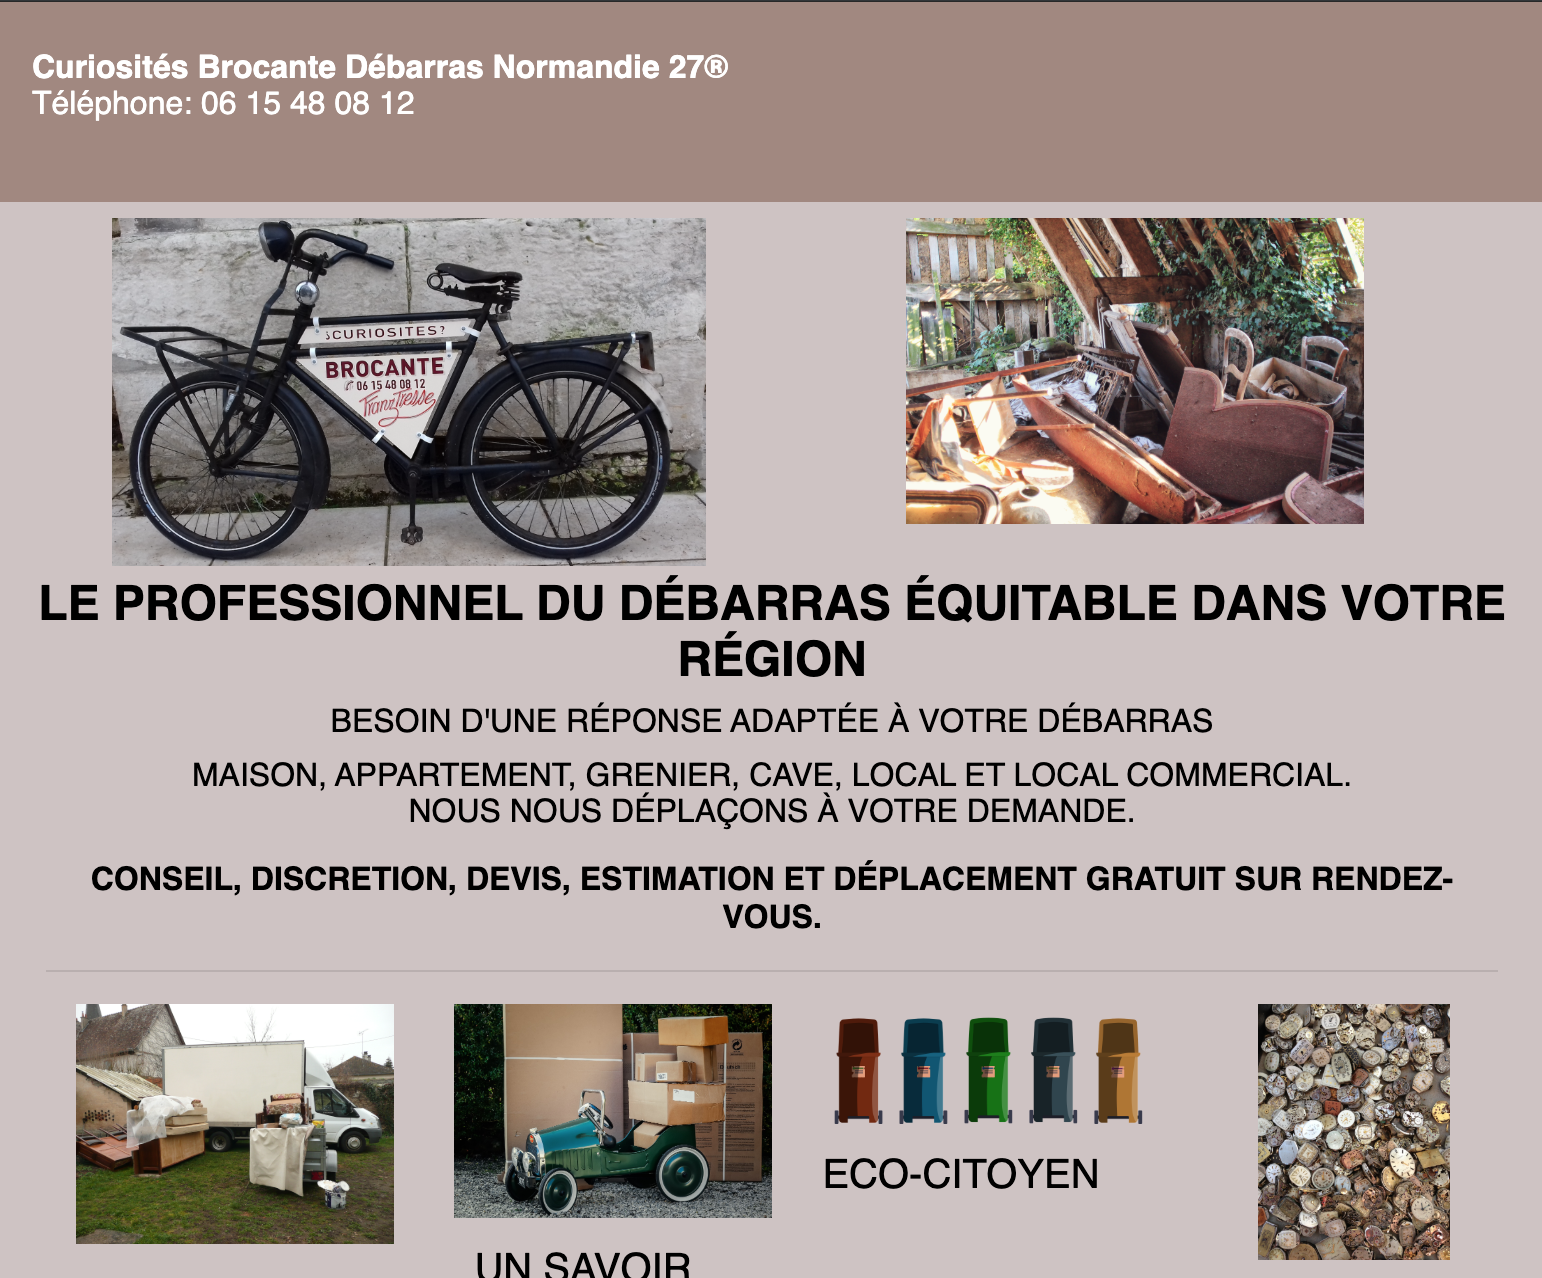 Curiosités Brocante Débarras Normandie 27®
Téléphone: 06 15 48 08 12
CURIOSITES?
BROCANTE
✆ 06 15 48 08 12
Franz Tresse
LE PROFESSIONNEL DU DÉBARRAS ÉQUITABLE DANS VOTRE
RÉGION
BESOIN D'UNE RÉPONSE ADAPTÉE À VOTRE DÉBARRAS
MAISON, APPARTEMENT, GRENIER, CAVE, LOCAL ET LOCAL COMMERCIAL.
NOUS NOUS DÉPLAÇONS À VOTRE DEMANDE.
CONSEIL, DISCRETION, DEVIS, ESTIMATION ET DÉPLACEMENT GRATUIT SUR RENDEZ-
VOUS.
ECO-CITOYEN
UN SAVOIR